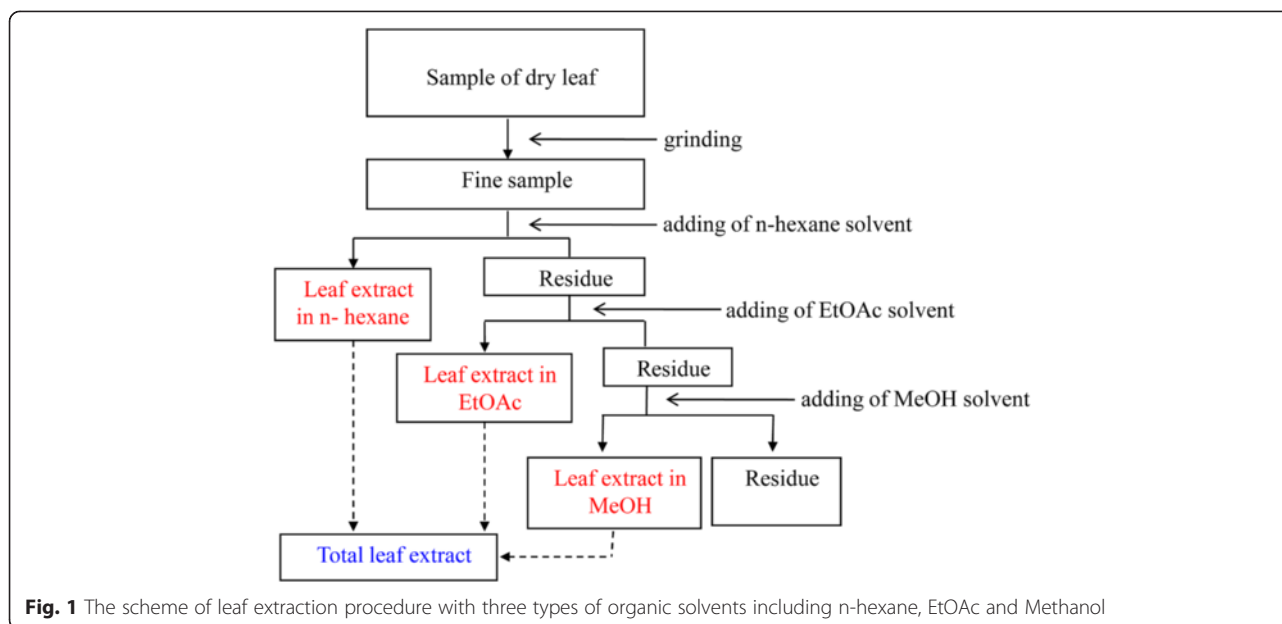 Sample of dry leaf
grinding
Fine sample
adding of n-hexane solvent
Leaf extract
in n- hexane
Residue
adding of EtOAc solvent
Leaf extract in
EtOAc
Residue
adding of MeOH solvent
Leaf extract in
MeOH
Residue
Total leaf extract
Fig. 1 The scheme of leaf extraction procedure with three types of organic solvents including n-hexane, EtOAc and Methanol